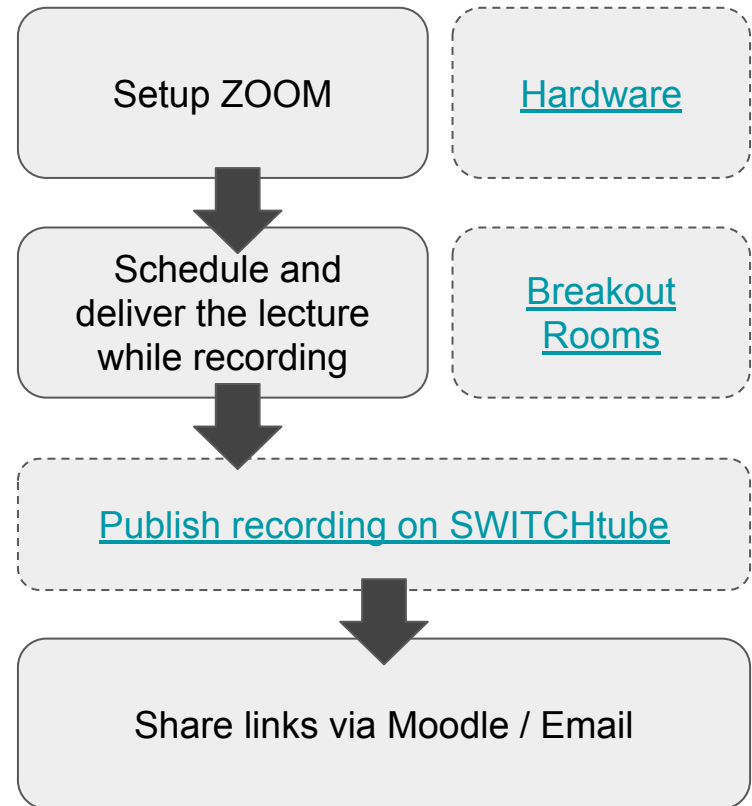 Setup ZOOM
Hardware
Schedule and
deliver the lecture
while recording
Breakout
Rooms
Publish recording on SWITCHtube
Share links via Moodle / Email